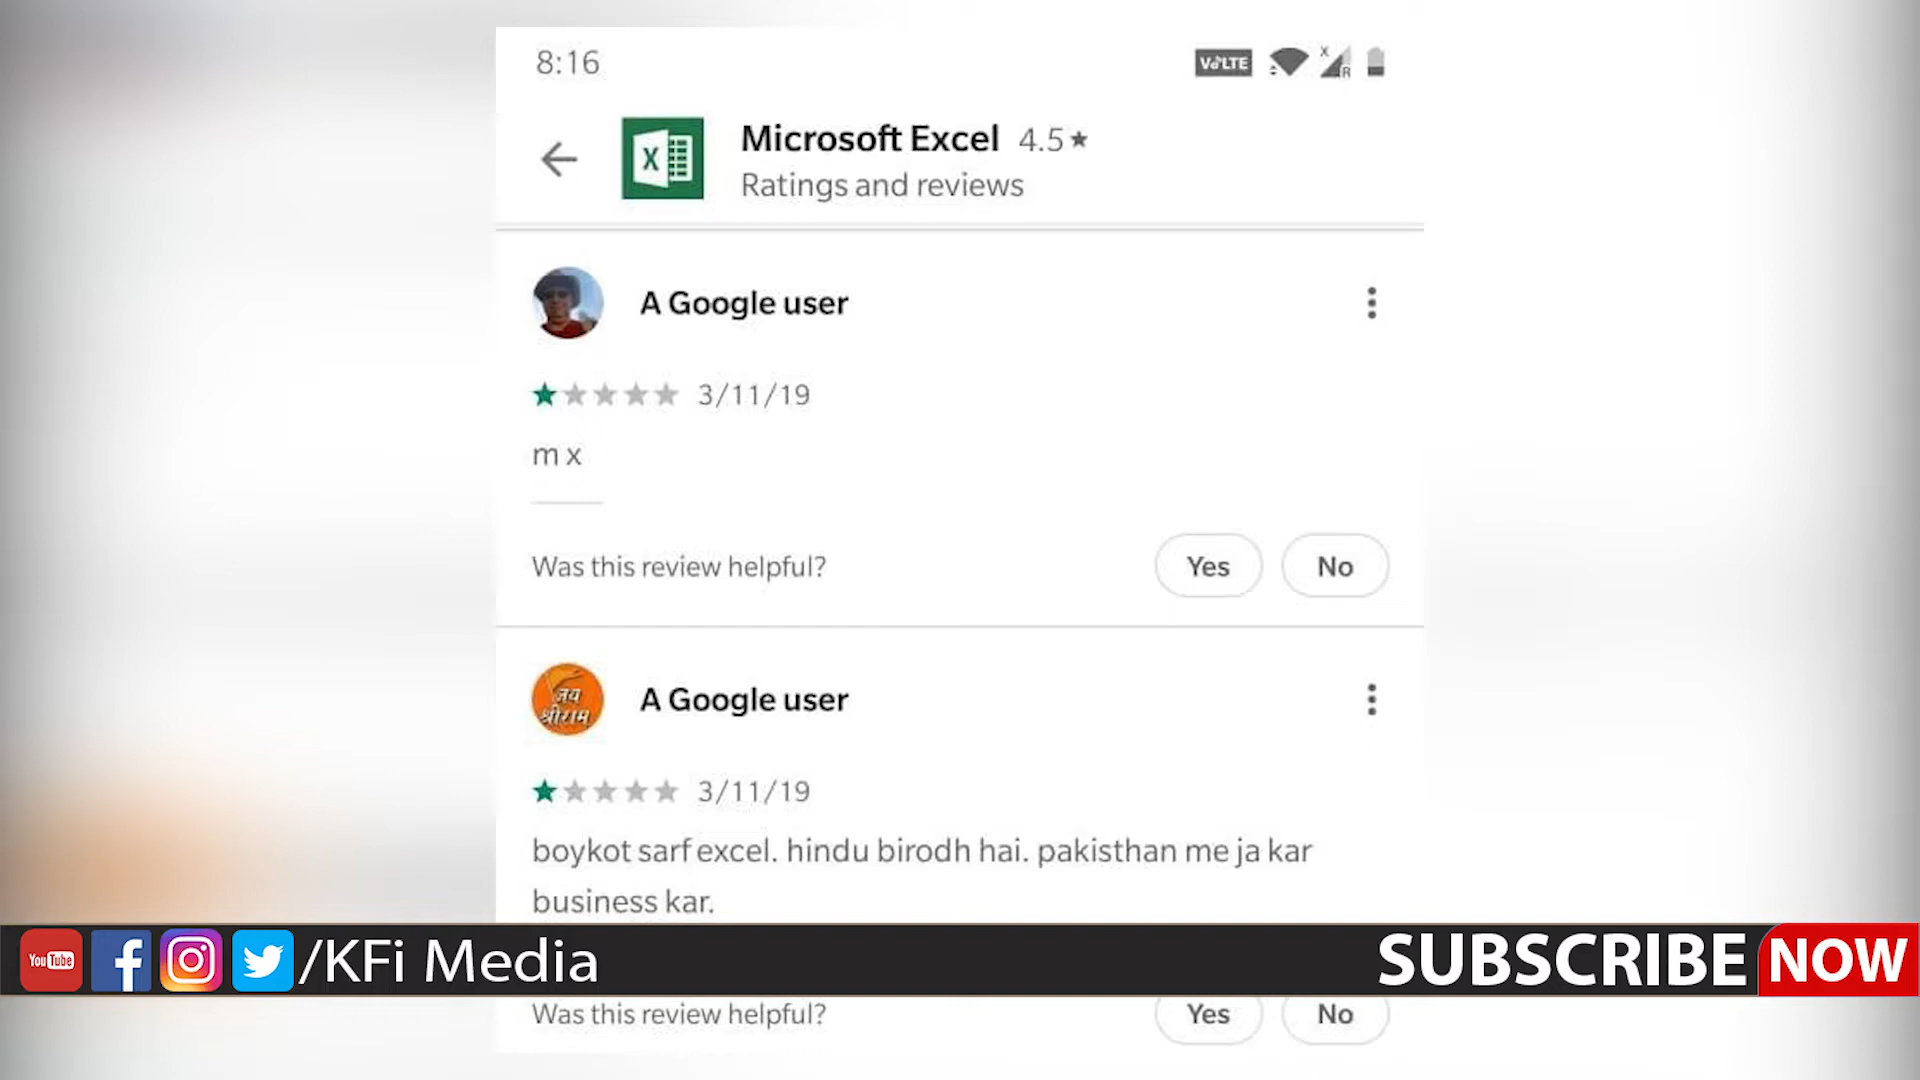 8:16
VoLTE
X
R
Microsoft Excel 4.5★
Ratings and reviews
X
A Google user
3/11/19
m x
Was this review helpful?
Yes
No
जय
श्रीराम
A Google user
3/11/19
boykot sarf excel. hindu birodh hai. pakisthan me ja kar
business kar.
YouTube
/KFi Media
SUBSCRIBE NOW
Was this review helpful?
Yes
No